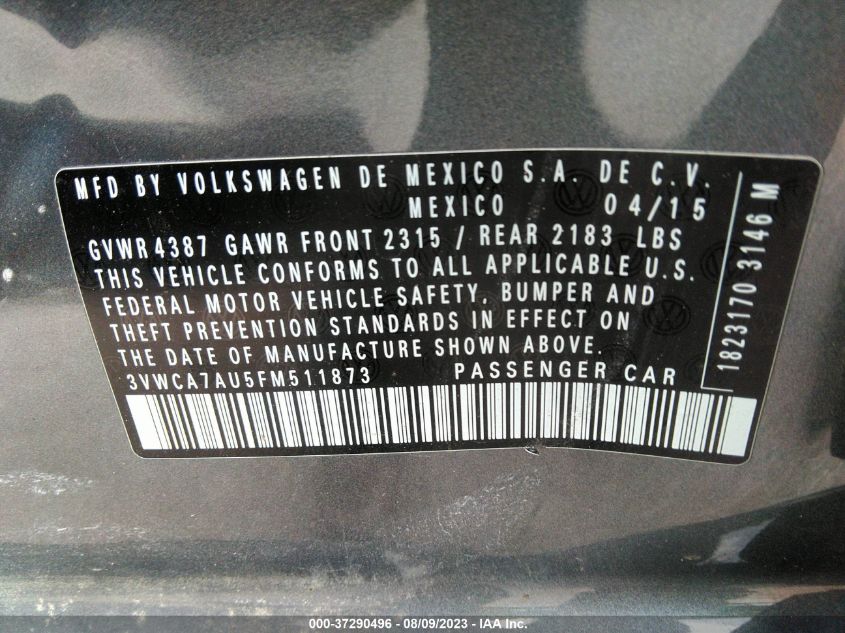 MFD BY VOLKSWAGEN DE MEXICO S.A. DE C.V.
MEXICO 04/15
GVWR 4387 GAWR FRONT 2315 / REAR 2183 LBS
THIS VEHICLE CONFORMS TO ALL APPLICABLE U.S.
FEDERAL MOTOR VEHICLE SAFETY, BUMPER AND
THEFT PREVENTION STANDARDS IN EFFECT ON
THE DATE OF MANUFACTURE SHOWN ABOVE.
3VWCA7AU5FM511873 PASSENGER CAR
1823170 3146 M
000-37290496 - 08/09/2023 - IAA Inc.